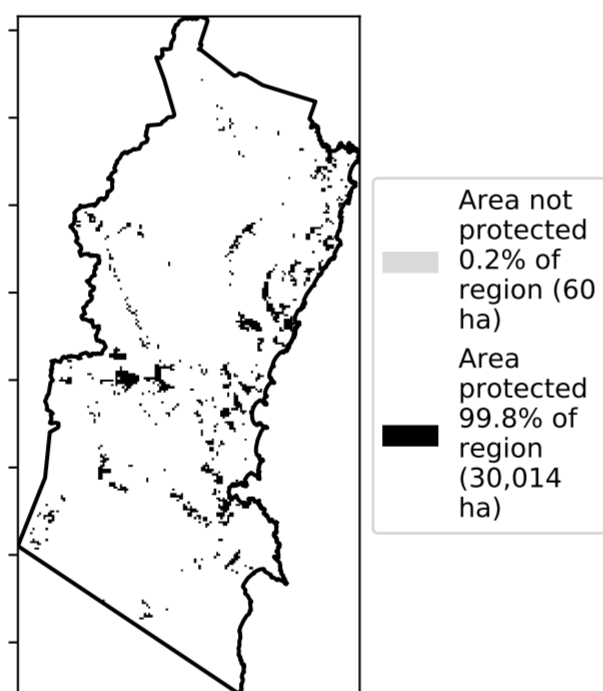 Area not
protected
0.2% of
region (60
ha)
Area
protected
99.8% of
region
(30,014
ha)